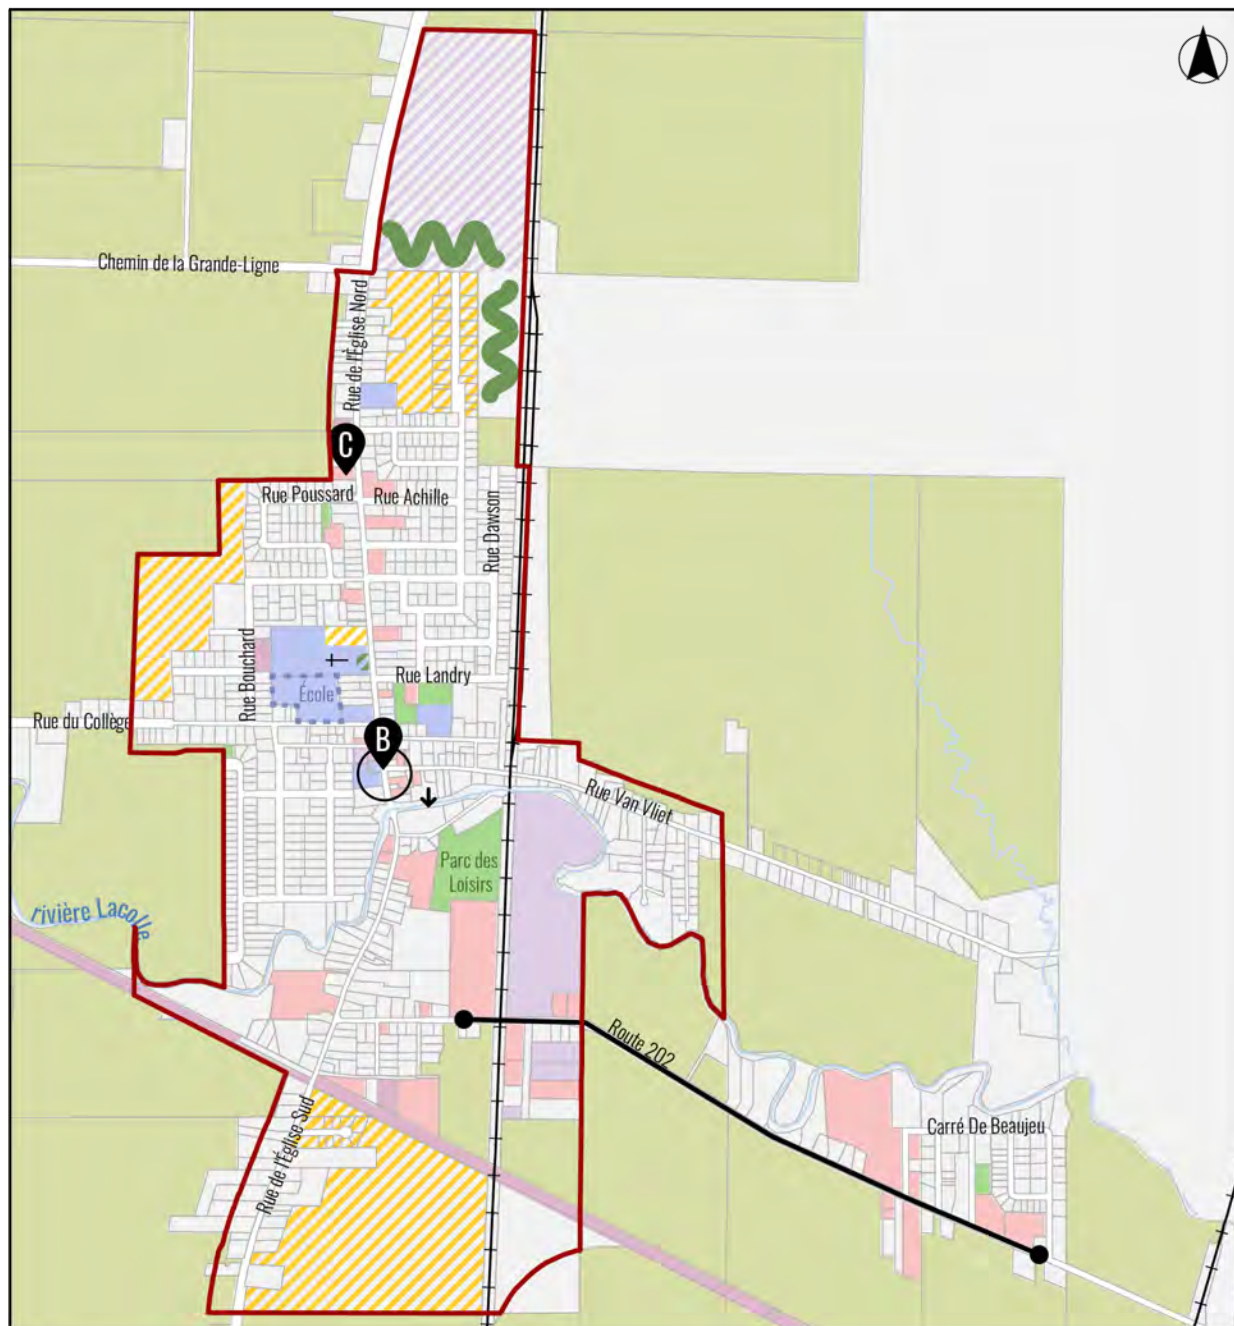 Chemin de la Grande-Ligne
Rue de l'Église Nord
C
Rue Poussard
Rue Achille
Rue Dawson
Rue Bouchard
École
Rue Landry
Rue du Collège
B
Rue Van Vliet
Parc des
Loisirs
rivière Lacolle
Route 202
Rue de l'Église Sud
Carré De Beaujeu